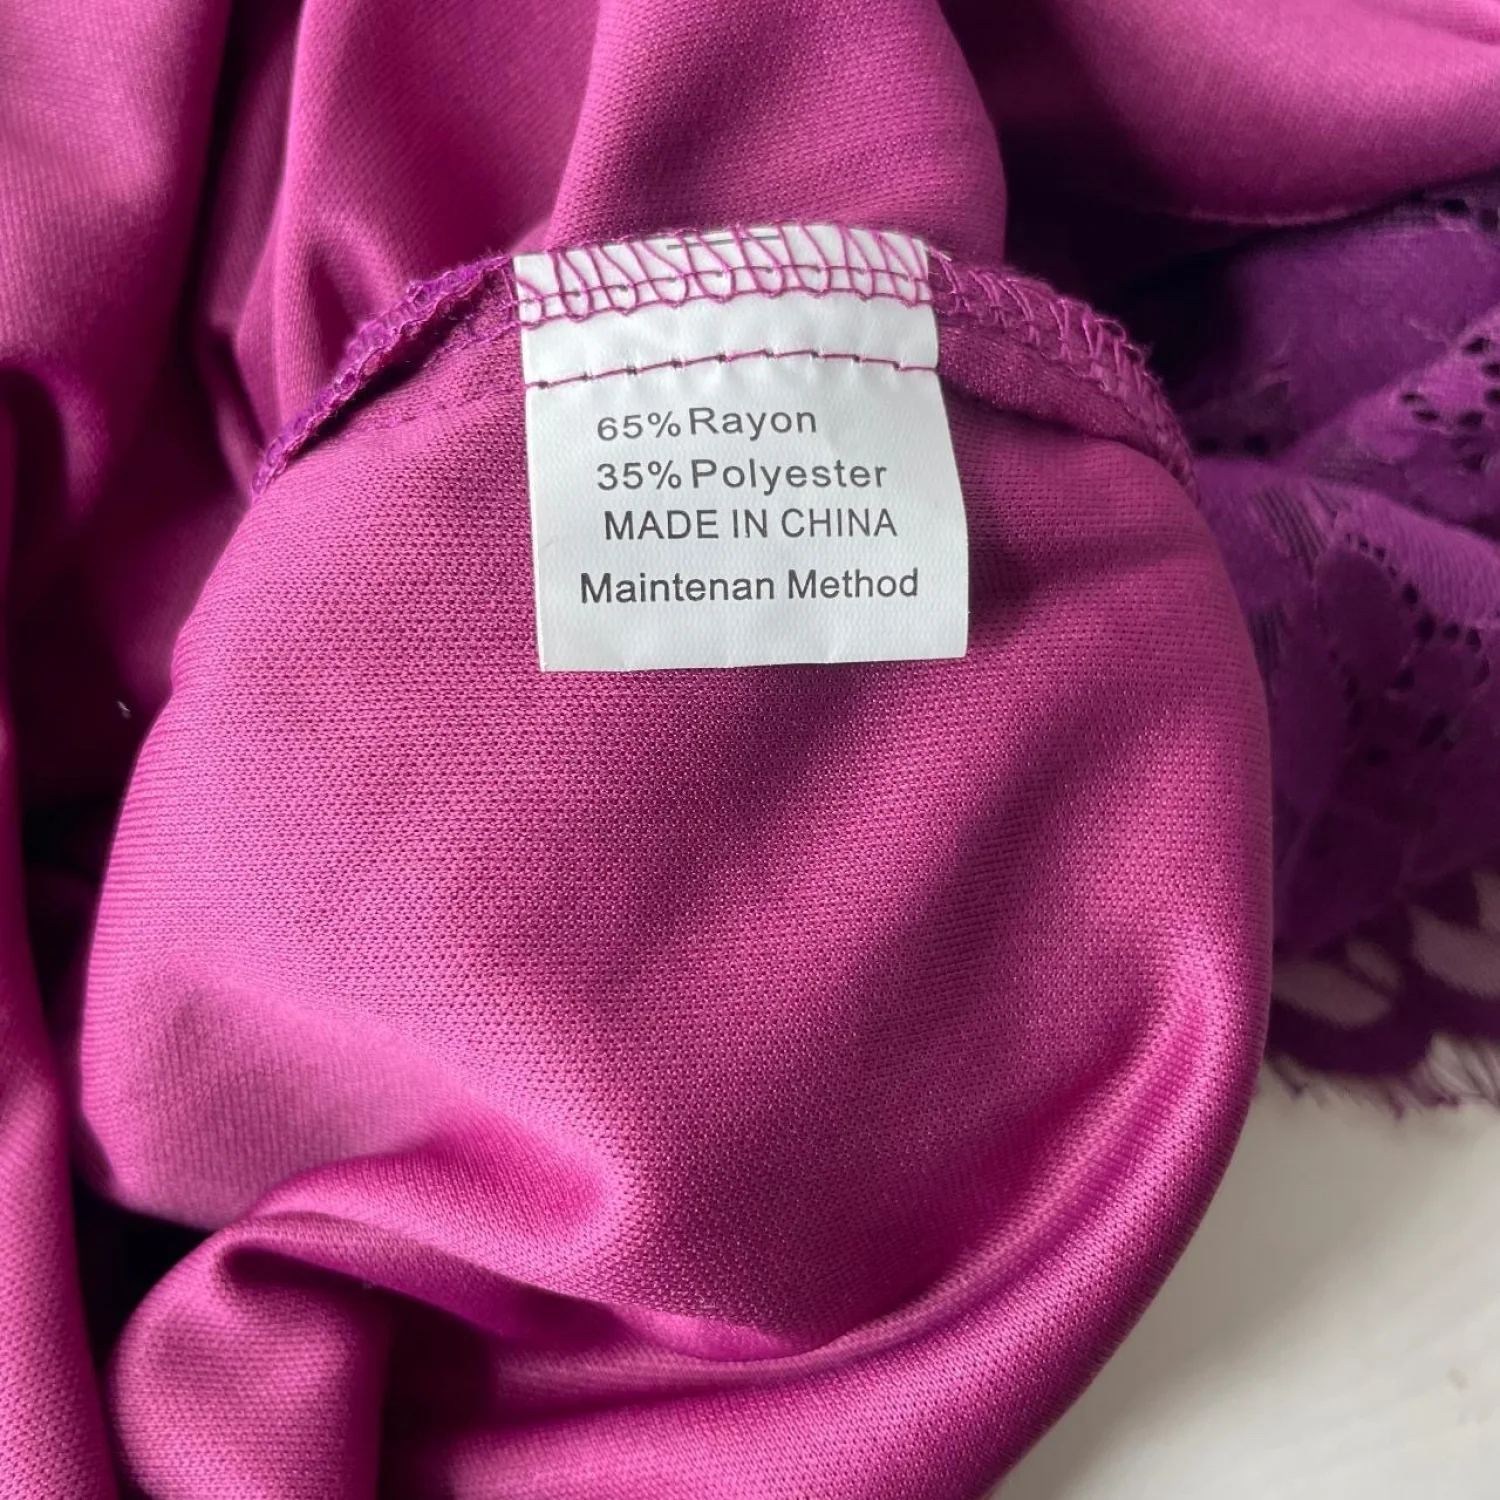 65% Rayon
35% Polyester
MADE IN CHINA
Maintenan Method